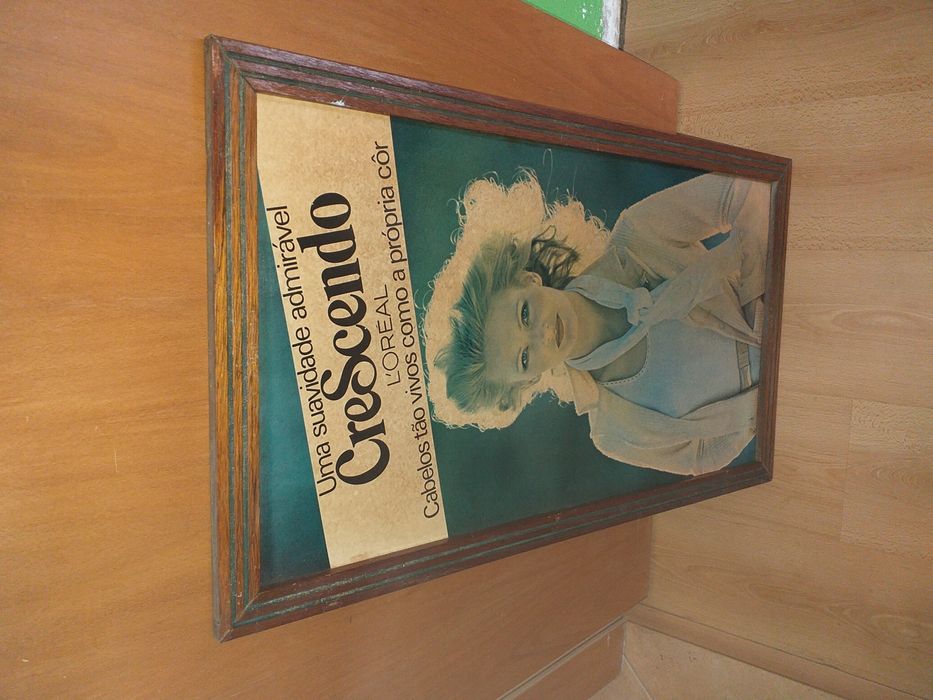 Uma suavidade admirável
CreScendo
L'ORÉAL
Cabelos tão vivos como a própria côr